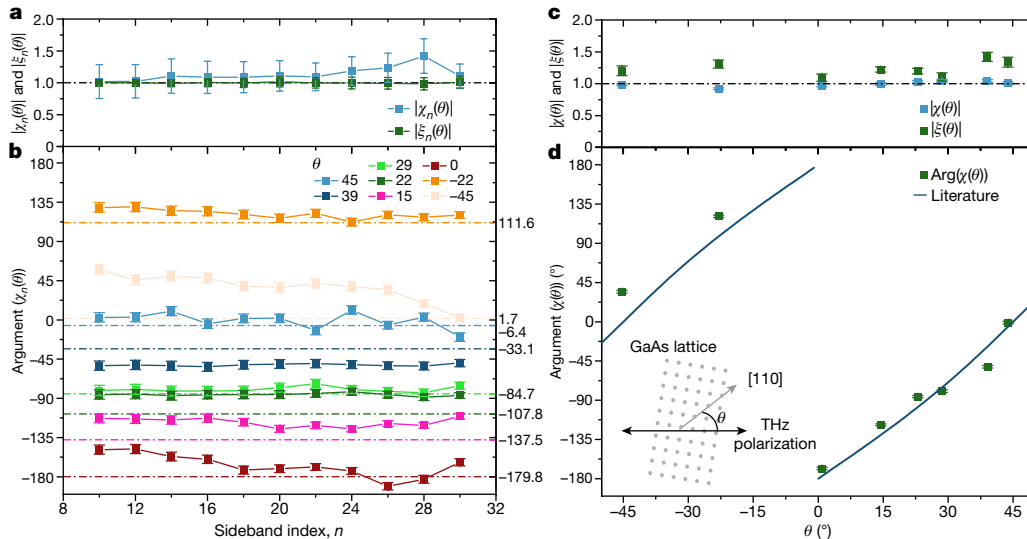 a
2.0
1.5
1.0
0.5
0
|χn(θ)| and |ξn(θ)|
|χn(θ)|
|ξn(θ)|
b
180
135
90
45
0
−45
−90
−135
−180
Argument (χn(θ))
θ
45
39
29
22
15
0
−22
−45
111.6
1.7
−6.4
−33.1
−84.7
−107.8
−137.5
−179.8
8 12 16 20 24 28 32
Sideband index, n
c
2.0
1.5
1.0
0.5
0
|χ(θ)| and |ξ(θ)|
|χ(θ)|
|ξ(θ)|
d
180
135
90
45
0
−45
−90
−135
−180
Argument (χ(θ)) (°)
Arg(χ(θ))
Literature
GaAs lattice
[110]
θ
THz
polarization
−45 −30 −15 0 15 30 45
θ (°)